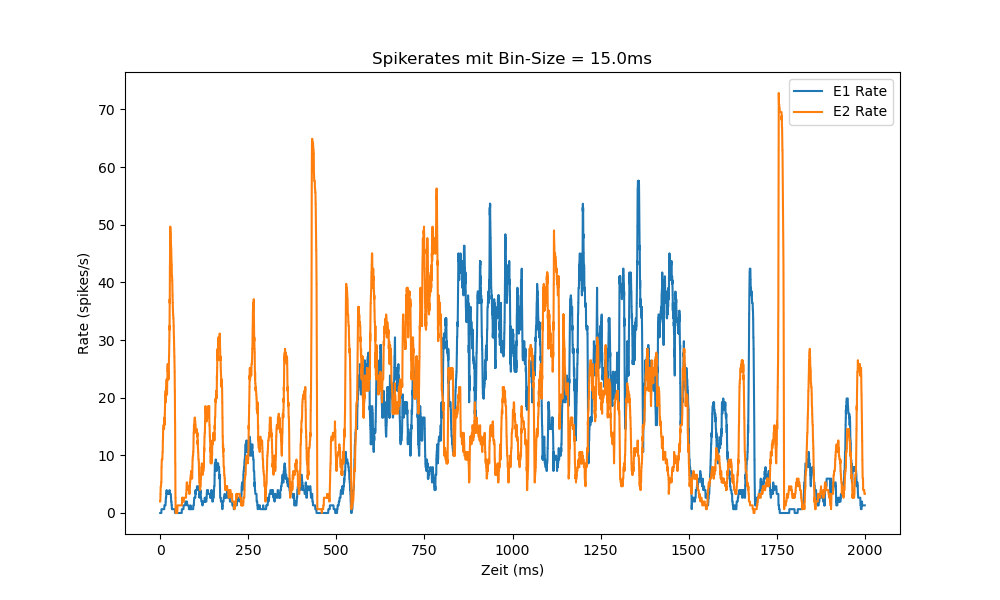 Spikerates mit Bin-Size = 15.0ms
E1 Rate
E2 Rate
70
60
50
40
30
20
10
0
Rate (spikes/s)
0 250 500 750 1000 1250 1500 1750 2000
Zeit (ms)